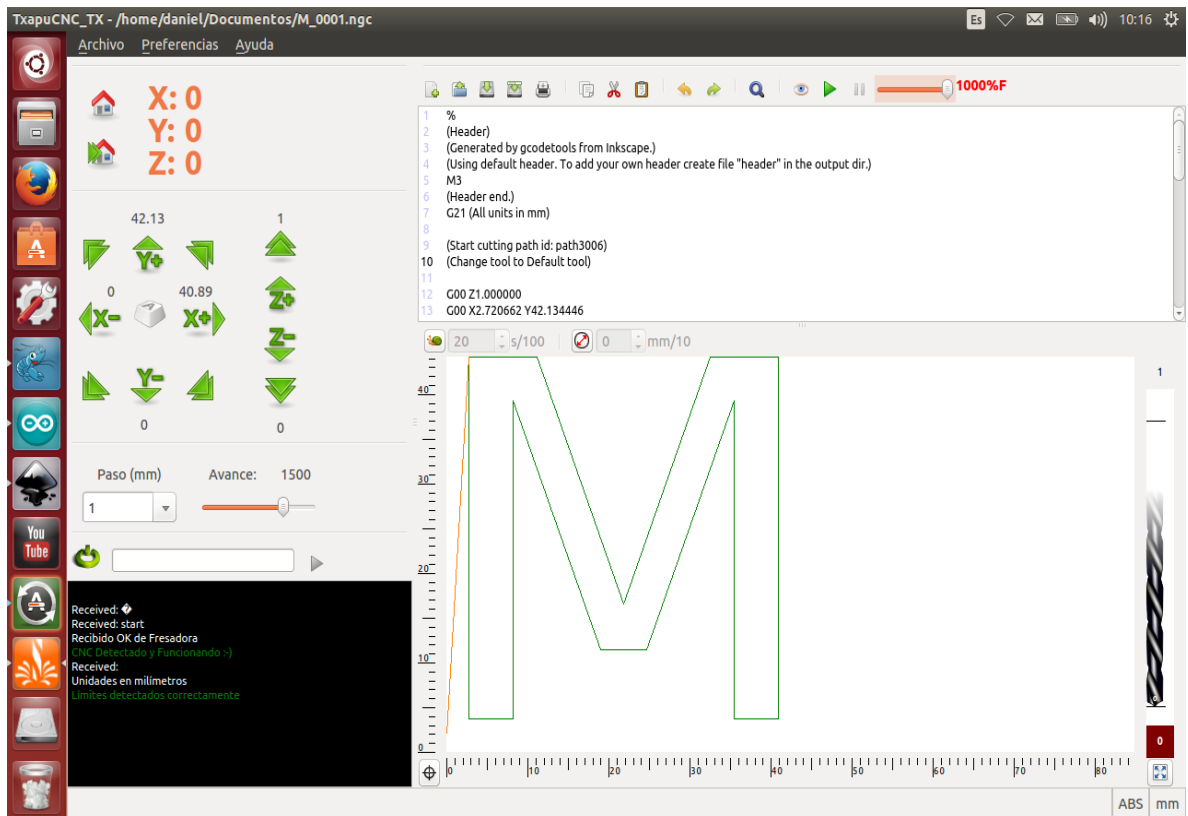 TxapuCNC_TX - /home/daniel/Documentos/M_0001.ngc
Es
10:16
Archivo Preferencias Ayuda
X: 0
Y: 0
Z: 0
42.13
1
Y+
0
40.89
Z+
X-
X+
Z-
Y-
0
0
Paso (mm)
Avance: 1500
1
You
Tube
Received: �
Received: start
Recibido OK de Fresadora
CNC Detectado y Funcionando :-)
Received:
Unidades en milímetros
Limites detectados correctamente
1000%F
1 %
2 (Header)
3 (Generated by gcodetools from Inkscape.)
4 (Using default header. To add your own header create file "header" in the output dir.)
5 M3
6 (Header end.)
7 G21 (All units in mm)
8
9 (Start cutting path id: path3006)
10 (Change tool to Default tool)
11
12 G00 Z1.000000
13 G00 X2.720662 Y42.134446
20 s/100
0 mm/10
40
30
20
10
0
0 10 20 30 40 50 60 70 80
1
0
0
ABS mm